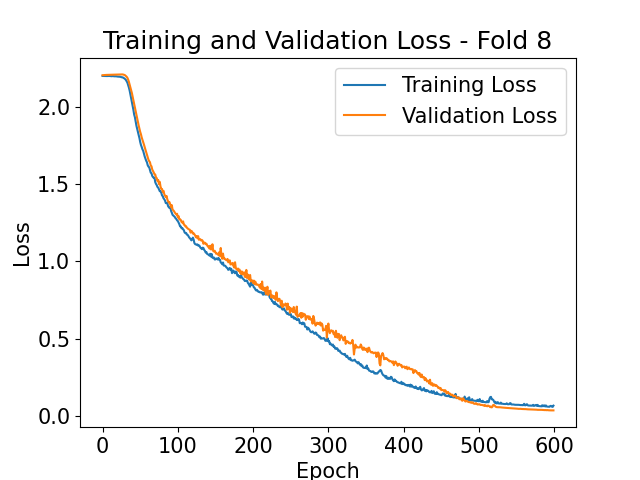 Training and Validation Loss - Fold 8
Training Loss
Validation Loss
2.0
1.5
1.0
0.5
0.0
Loss
0 100 200 300 400 500 600
Epoch